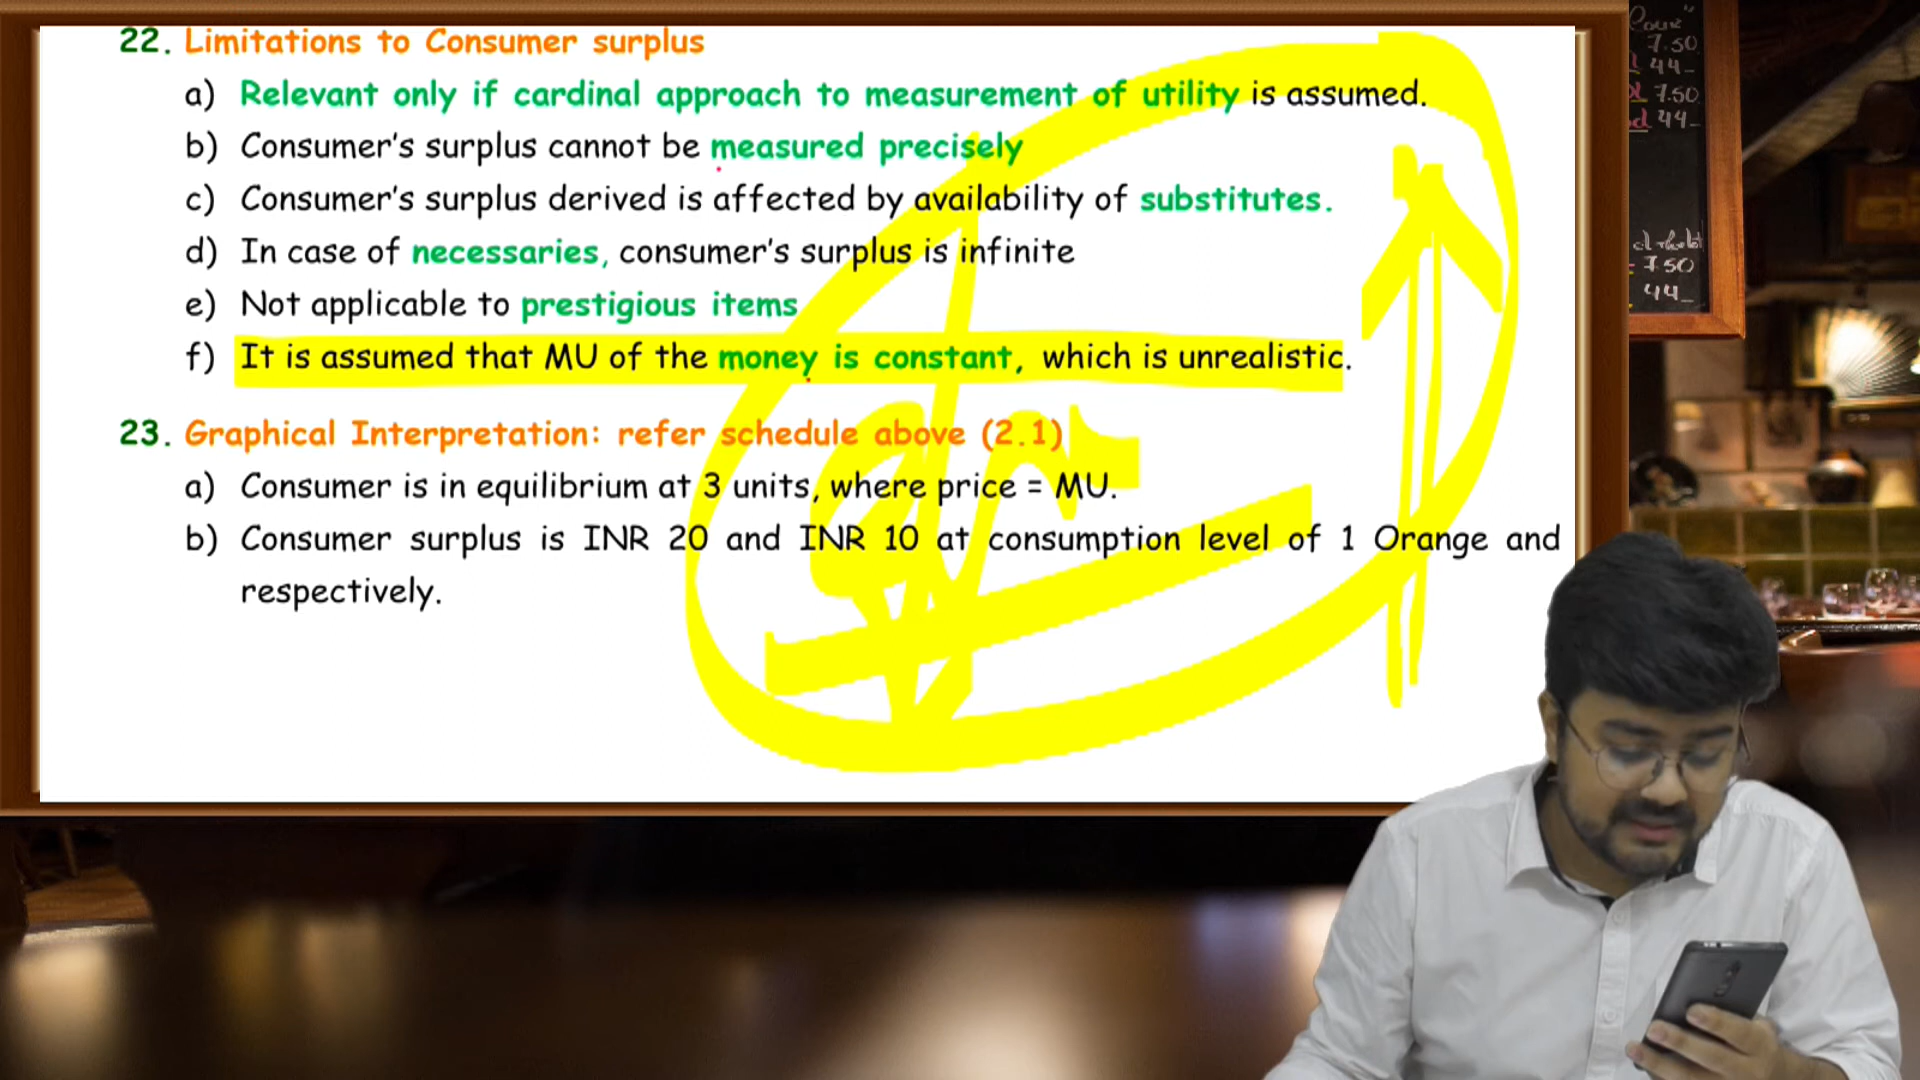 22. Limitations to Consumer surplus
a) Relevant only if cardinal approach to measurement of utility is assumed.
b) Consumer's surplus cannot be measured precisely
c) Consumer's surplus derived is affected by availability of substitutes.
d) In case of necessaries, consumer's surplus is infinite
e) Not applicable to prestigious items
f) It is assumed that MU of the money is constant, which is unrealistic.
23. Graphical Interpretation: refer schedule above (2.1)
a) Consumer is in equilibrium at 3 units, where price = MU.
b) Consumer surplus is INR 20 and INR 10 at consumption level of 1 Orange and
respectively.
7.50
44-
7.50
44-
7.50
44-